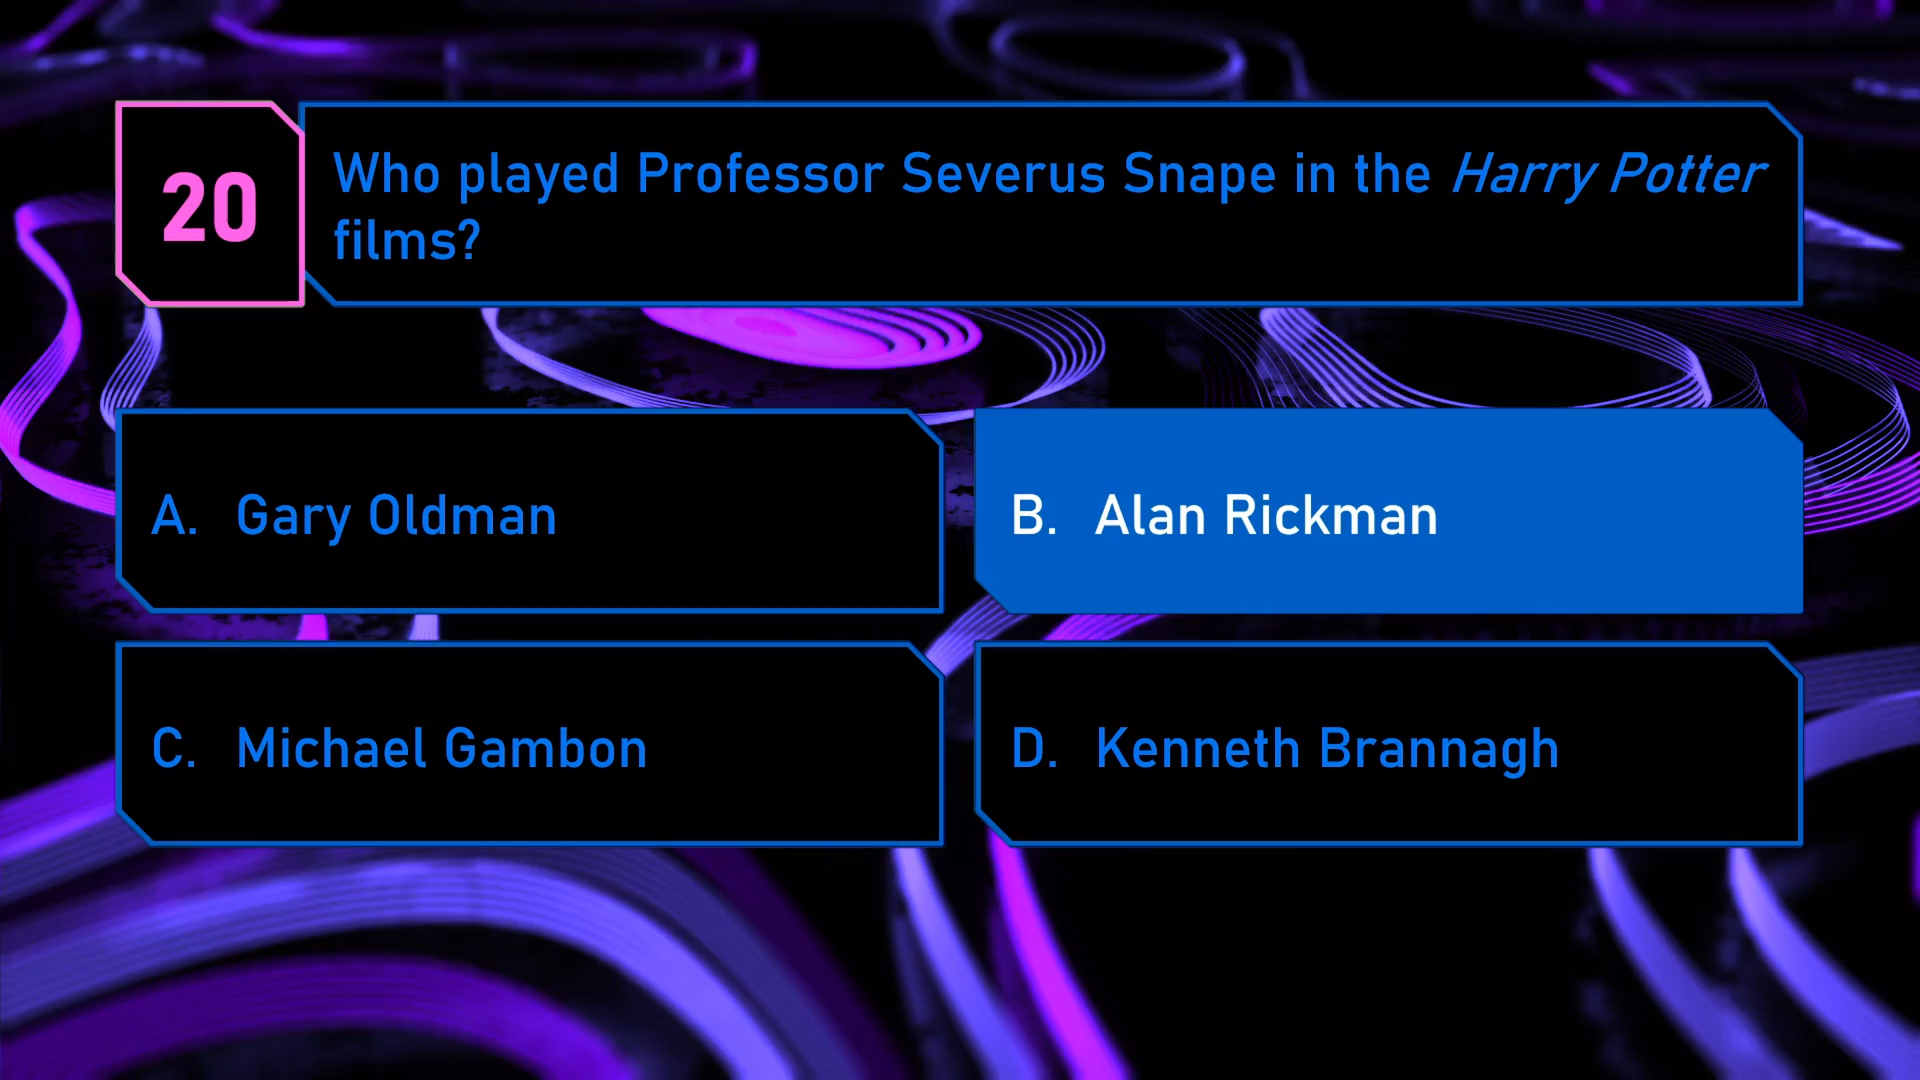 20
Who played Professor Severus Snape in the Harry Potter
films?
A. Gary Oldman
B. Alan Rickman
C. Michael Gambon
D. Kenneth Brannagh